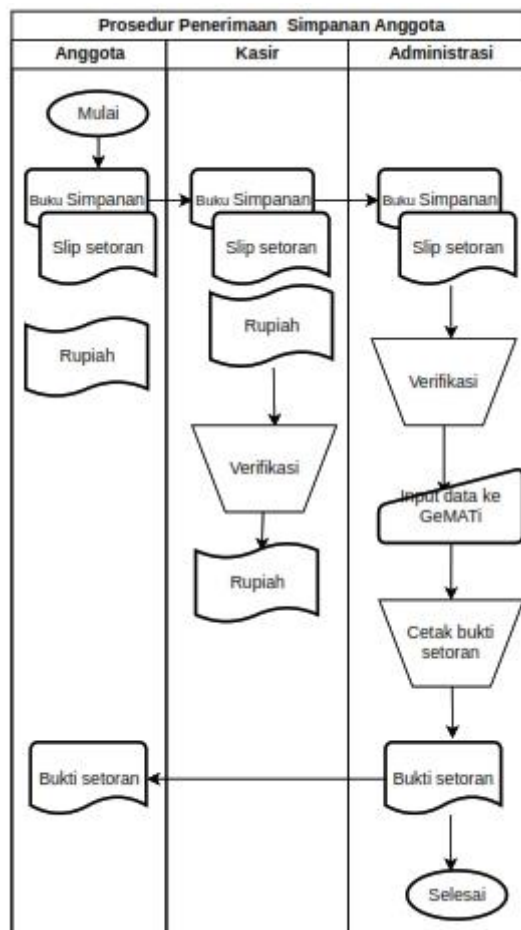 Prosedur Penerimaan Simpanan Anggota
Anggota
Kasir
Administrasi
Mulai
Buku Simpanan
Slip setoran
Rupiah
Buku Simpanan
Slip setoran
Rupiah
Verifikasi
Rupiah
Buku Simpanan
Slip setoran
Verifikasi
Input data ke
GeMATi
Cetak bukti
setoran
Bukti setoran
Bukti setoran
Selesai